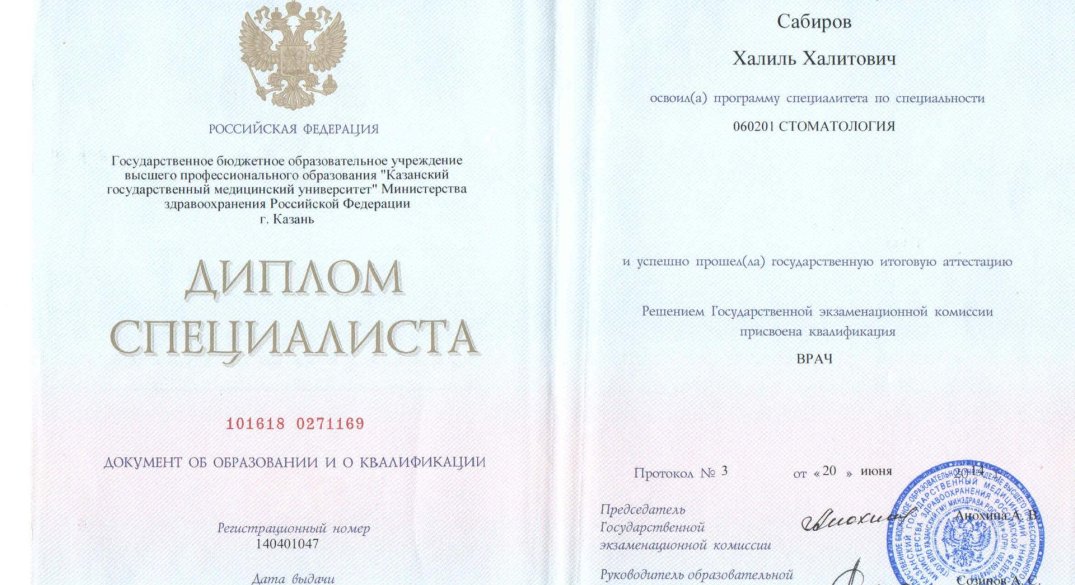 РОССИЙСКАЯ ФЕДЕРАЦИЯ
Государственное бюджетное образовательное учреждение
высшего профессионального образования "Казанский
государственный медицинский университет" Министерства
здравоохранения Российской Федерации
г. Казань
ДИПЛОМ
СПЕЦИАЛИСТА
101618 0271169
ДОКУМЕНТ ОБ ОБРАЗОВАНИИ И О КВАЛИФИКАЦИИ
Регистрационный номер
140401047
Дата выдачи
Сабиров
Халиль Халитович
освоил(а) программу специалитета по специальности
060201 СТОМАТОЛОГИЯ
и успешно прошел(ла) государственную итоговую аттестацию
Решением Государственной экзаменационной комиссии
присвоена квалификация
ВРАЧ
Протокол № 3 от « 20 » июня 2014
Председатель
Государственной
экзаменационной комиссии
Анохина А. В.
Руководитель образовательной
Созинов А. С.